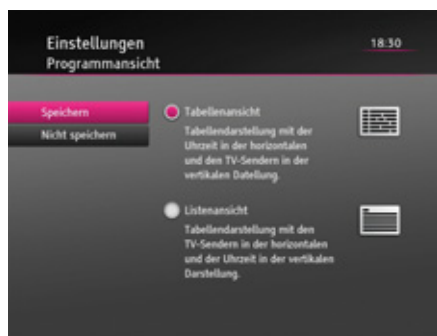 Einstellungen
18:30
Programmansicht
Speichern
Nicht speichern
Tabellenansicht
Tabellendarstellung mit der
Uhrzeit in der horizontalen
und den TV-Sendern in der
vertikalen Datellung.
Listenansicht
Tabellendarstellung mit den
TV-Sendern in der horizontalen
und der Uhrzeit in der vertikalen
Darstellung.